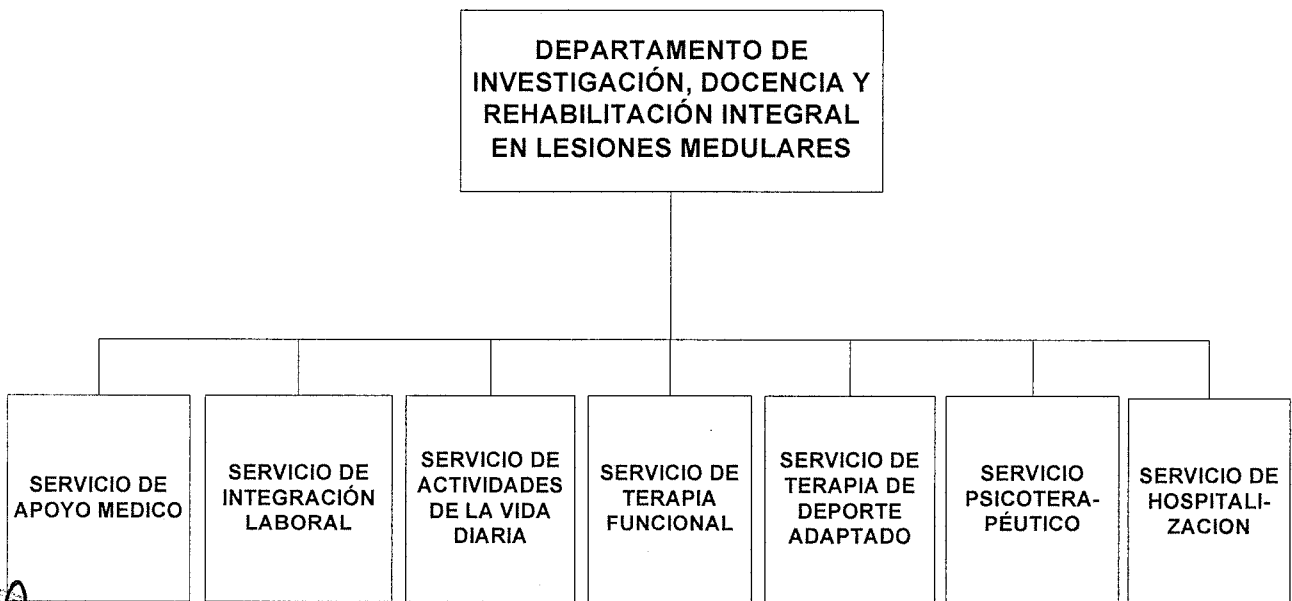 DEPARTAMENTO DE
INVESTIGACIÓN, DOCENCIA Y
REHABILITACIÓN INTEGRAL
EN LESIONES MEDULARES
SERVICIO DE
APOYO MEDICO
SERVICIO DE
INTEGRACIÓN
LABORAL
SERVICIO DE
ACTIVIDADES
DE LA VIDA
DIARIA
SERVICIO DE
TERAPIA
FUNCIONAL
SERVICIO DE
TERAPIA DE
DEPORTE
ADAPTADO
SERVICIO
PSICOTERA-
PÉUTICO
SERVICIO DE
HOSPITALI-
ZACION